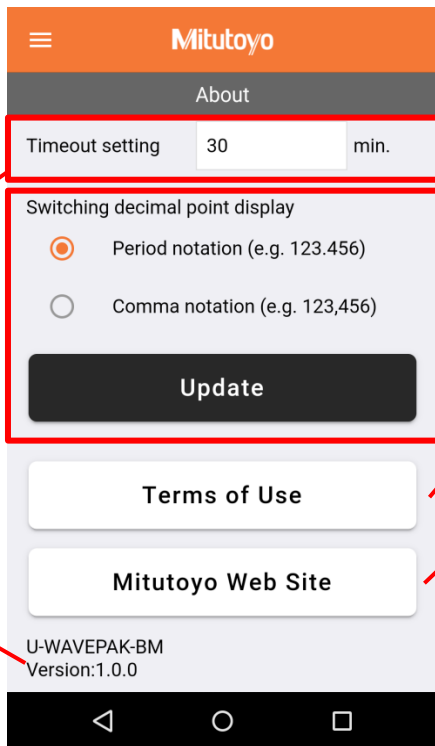 Mitutoyo
About
Timeout setting 30 min.
Switching decimal point display
Period notation (e.g. 123.456)
Comma notation (e.g. 123,456)
Update
Terms of Use
Mitutoyo Web Site
U-WAVEPAK-BM
Version:1.0.0